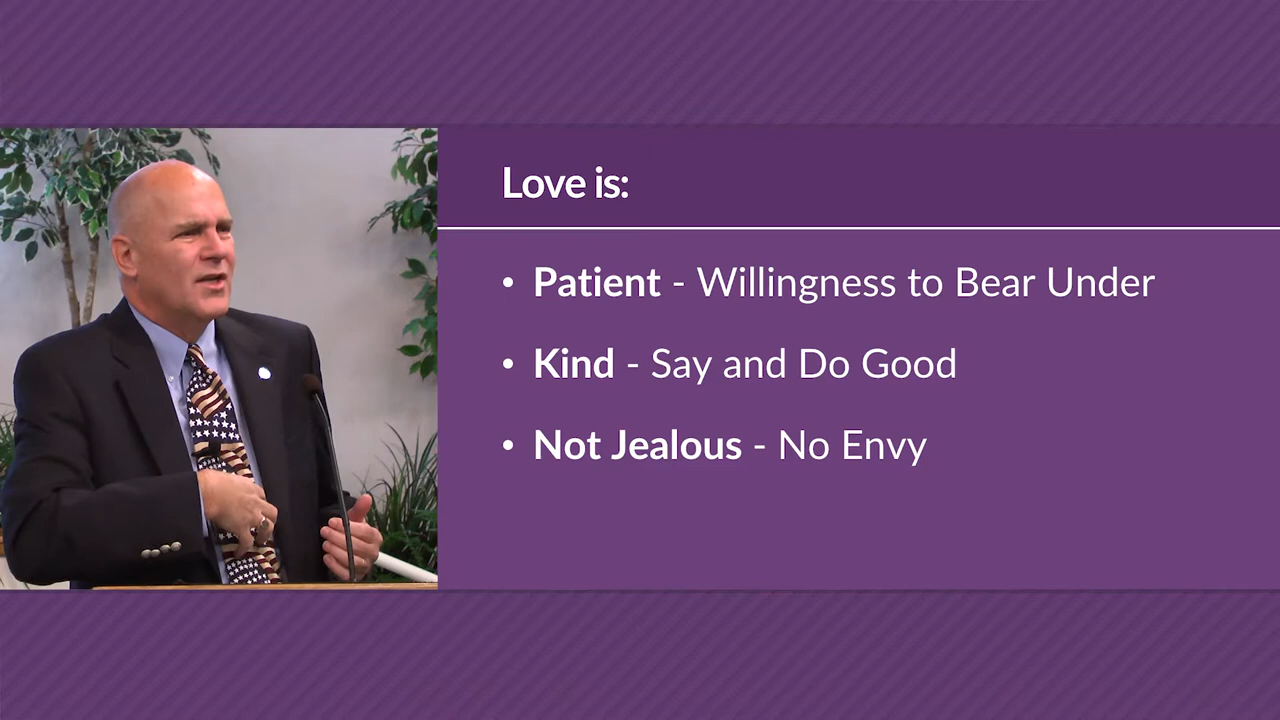 Love is:
• Patient - Willingness to Bear Under
• Kind - Say and Do Good
• Not Jealous - No Envy